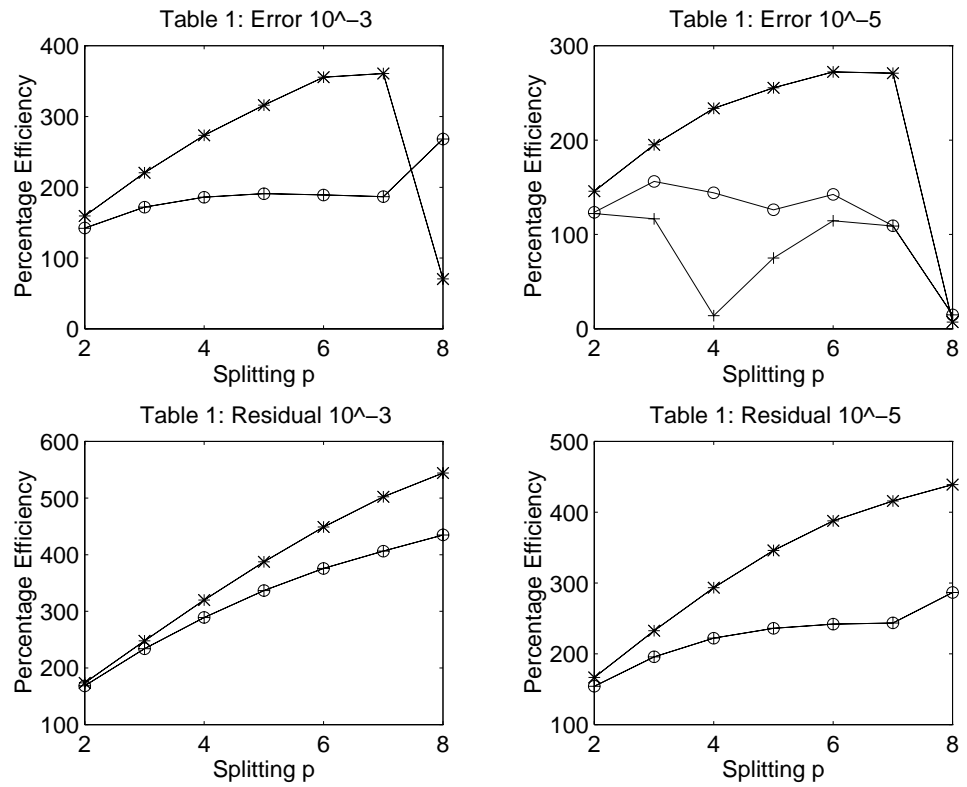 Table 1: Error 10^−3
Percentage Efficiency
400
300
200
100
0
2 4 6 8
Splitting p
Table 1: Error 10^−5
Percentage Efficiency
300
200
100
0
2 4 6 8
Splitting p
Table 1: Residual 10^−3
Percentage Efficiency
600
500
400
300
200
100
2 4 6 8
Splitting p
Table 1: Residual 10^−5
Percentage Efficiency
500
400
300
200
100
2 4 6 8
Splitting p